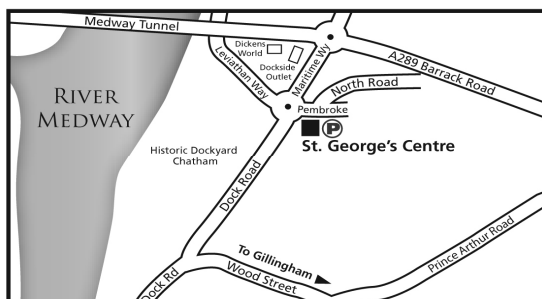 Medway Tunnel
Dickens
World
Dockside
Outlet
Maritime Wy
Leviathan Way
A289 Barrack Road
North Road
Pembroke
P
St. George's Centre
RIVER
MEDWAY
Historic Dockyard
Chatham
Dock Road
To Gillingham
Wood Street
Prince Arthur Road
Dock Rd